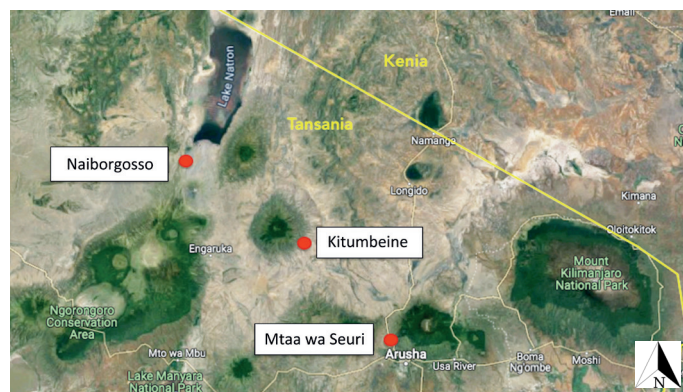 Email
Kenia
Lake Natron
Tansania
Namanga
Naiborgosso
Longido
Kimana
Oloitokitok
Engaruka
Kitumbeine
Mount
Kilimanjaro
National Park
Ngorongoro
Conservation
Area
Mtaa wa Seuri
Mto wa Mbu
Arusha
Usa River
Boma
Ng'ombe
Moshi
Lake Manyara
National Park
N